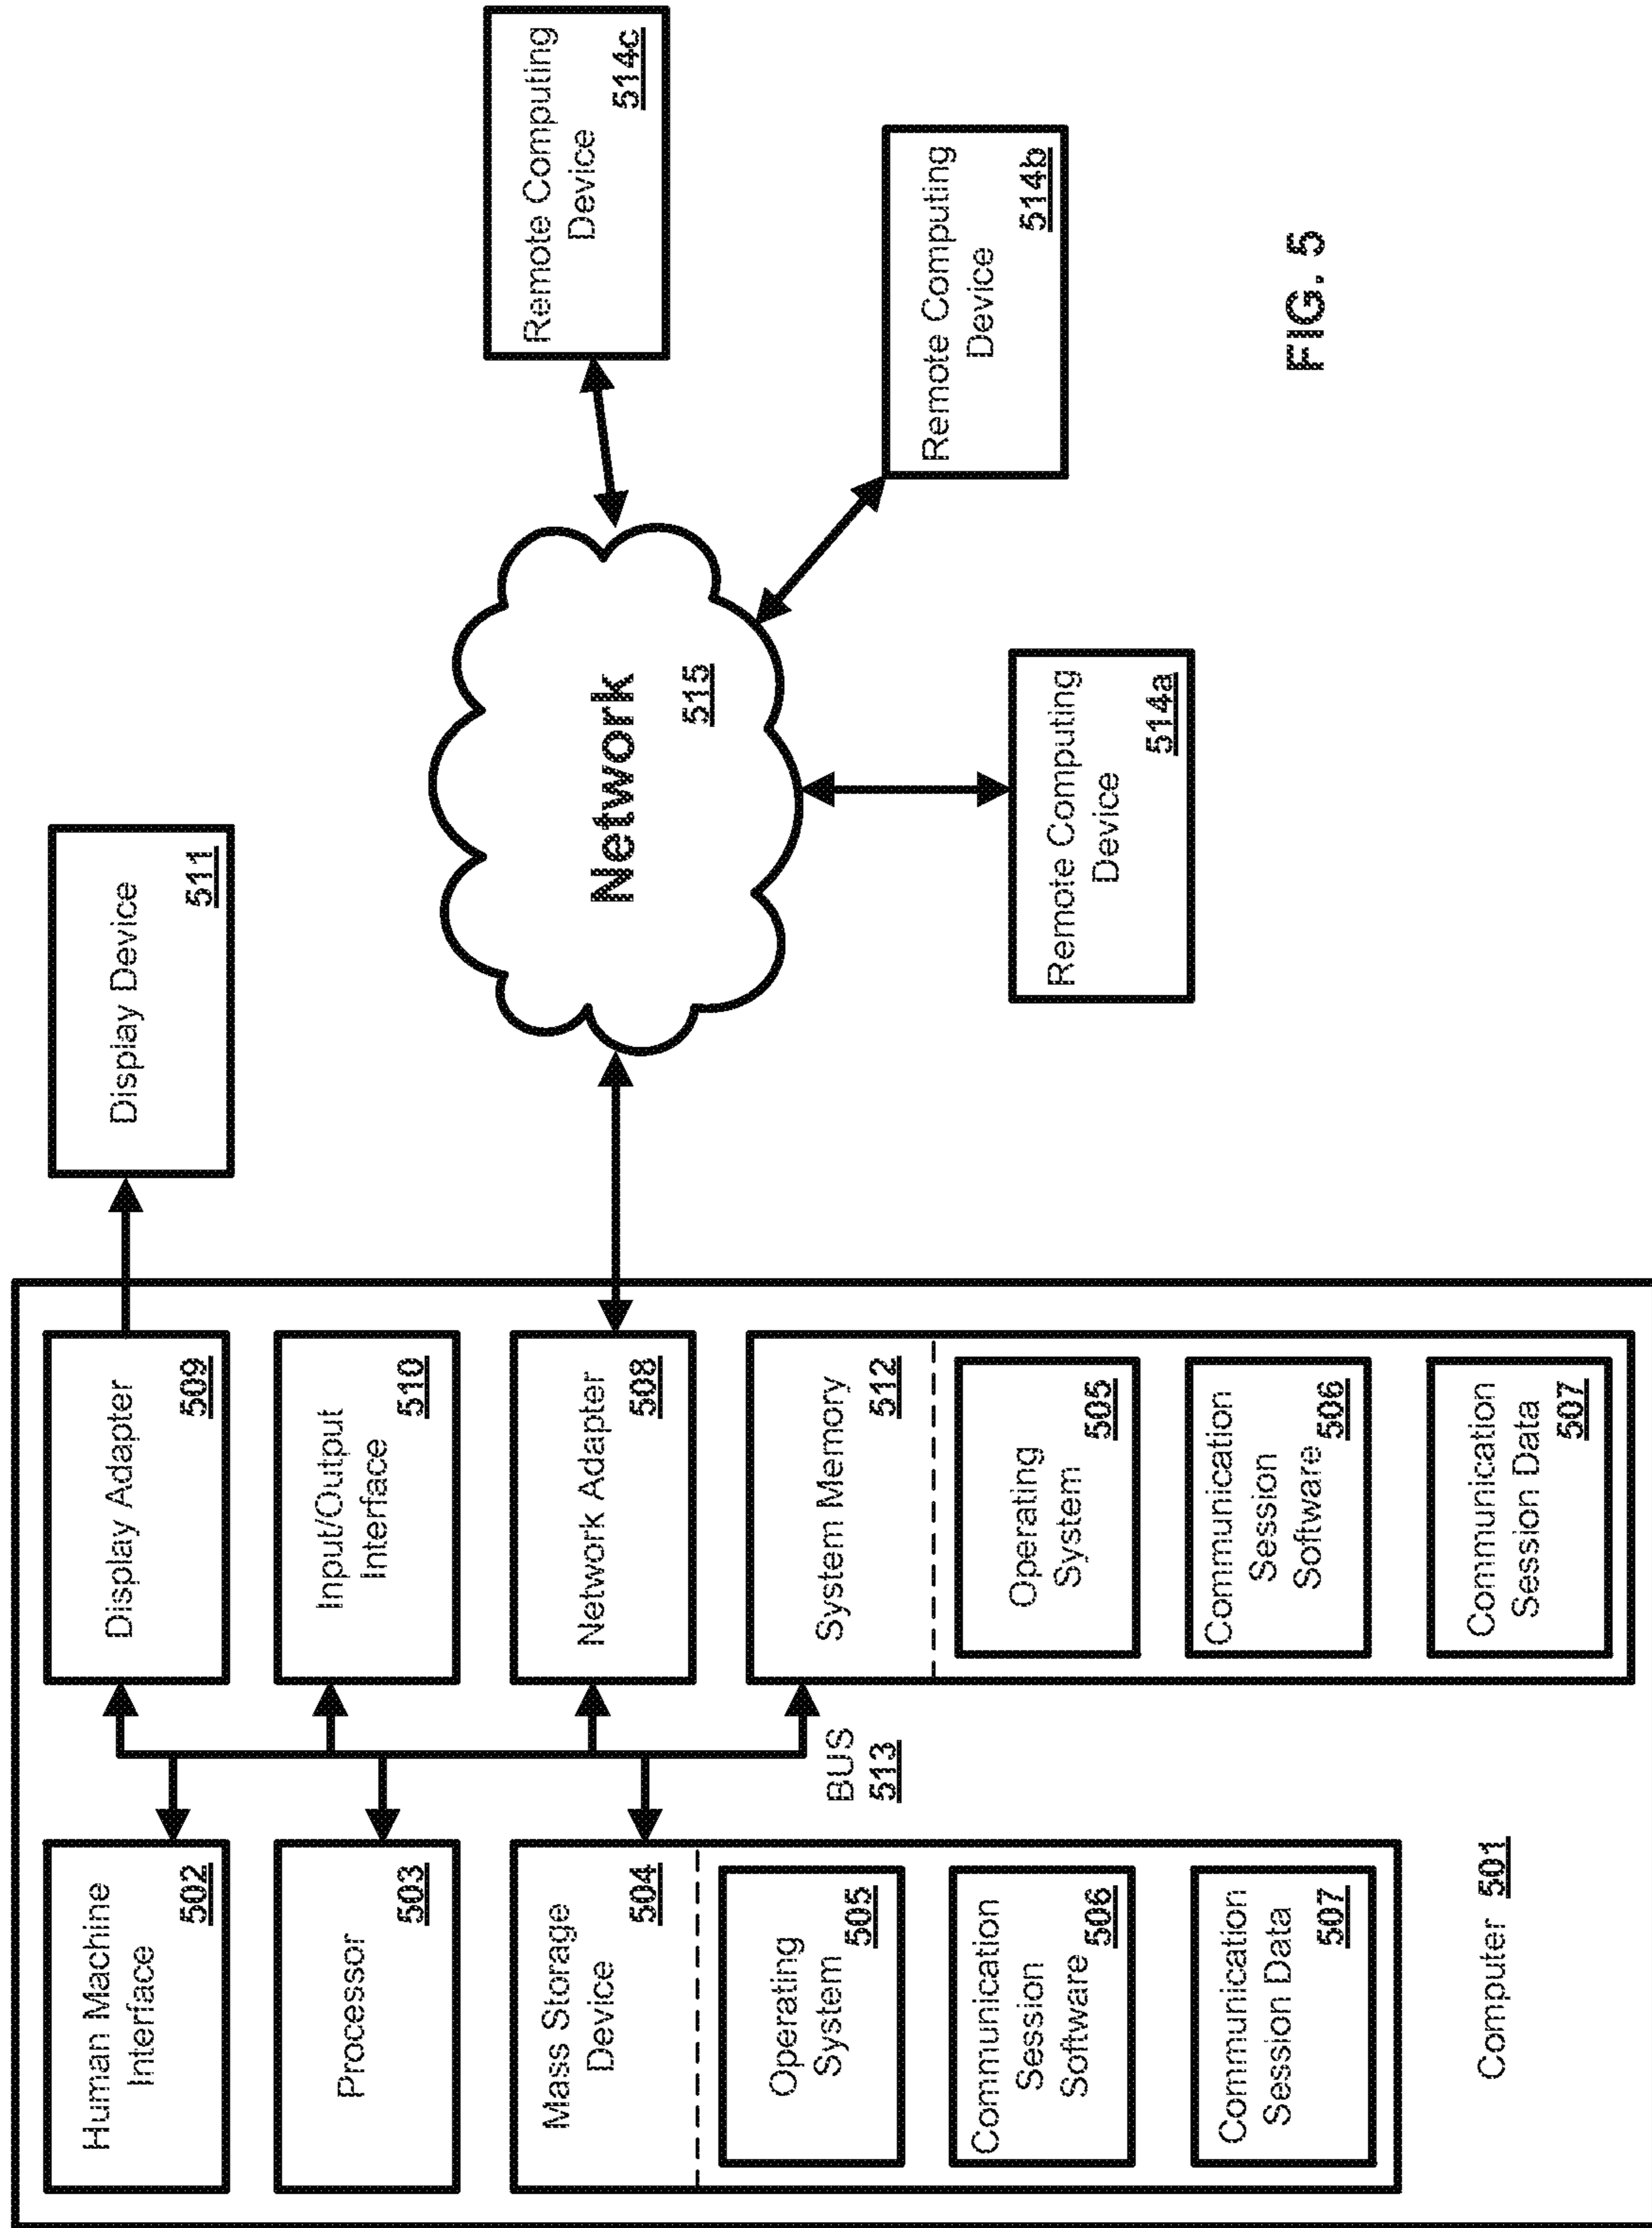 Human Machine
Interface
502
Processor
503
Mass Storage
Device
504
Operating
System
505
Communication
Session
Software
506
Communication
Session Data
507
Computer 501
BUS
513
Display Adapter
509
Input/Output
Interface
510
Network Adapter
508
System Memory
512
Operating
System
505
Communication
Session
Software
506
Communication
Session Data
507
Display Device
511
Network
515
Remote Computing
Device
514a
Remote Computing
Device
514b
Remote Computing
Device
514c
FIG. 5